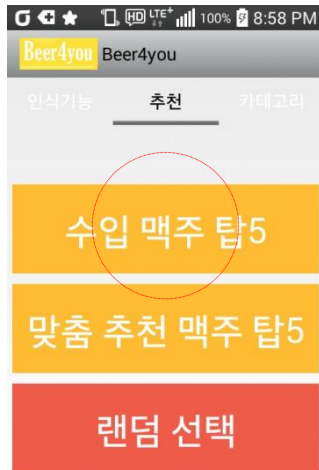 100% 8:58 PM
HD LTE+
Beer4you Beer4you
인식기능 추천 카테고리
수입 맥주 탑5
맞춤 추천 맥주 탑5
랜덤 선택